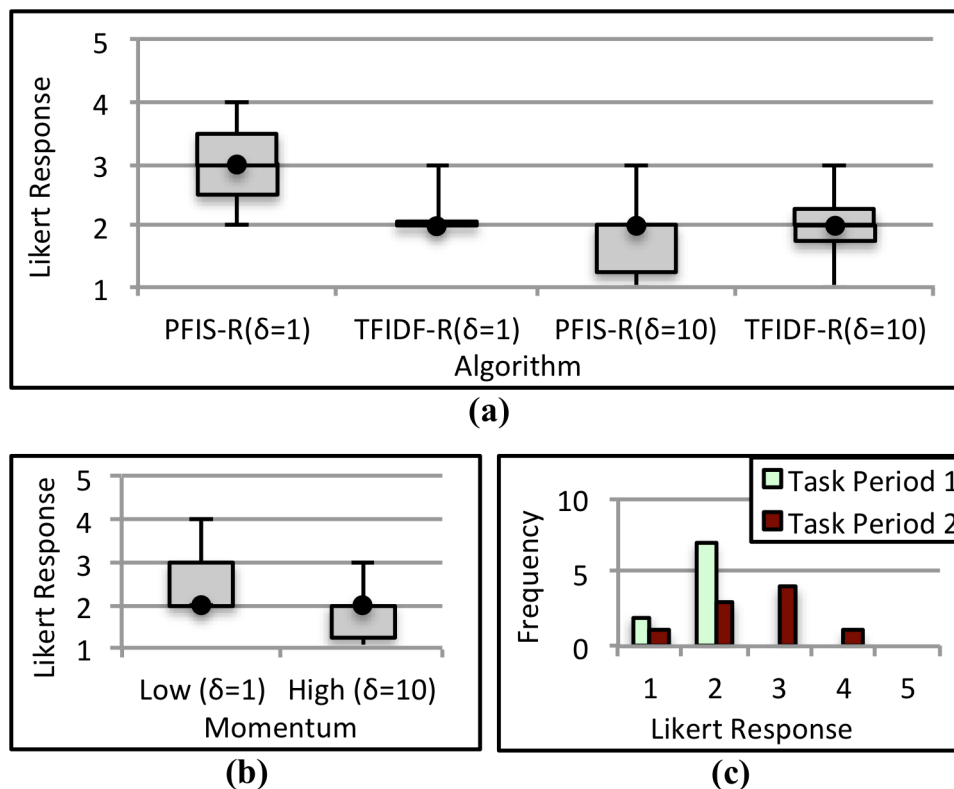 5
4
3
2
1
Likert Response
PFIS-R(δ=1) TFIDF-R(δ=1) PFIS-R(δ=10) TFIDF-R(δ=10)
Algorithm
(a)
5
4
3
2
1
Likert Response
Low (δ=1) High (δ=10)
Momentum
(b)
Task Period 1
Task Period 2
10
5
0
Frequency
1 2 3 4 5
Likert Response
(c)